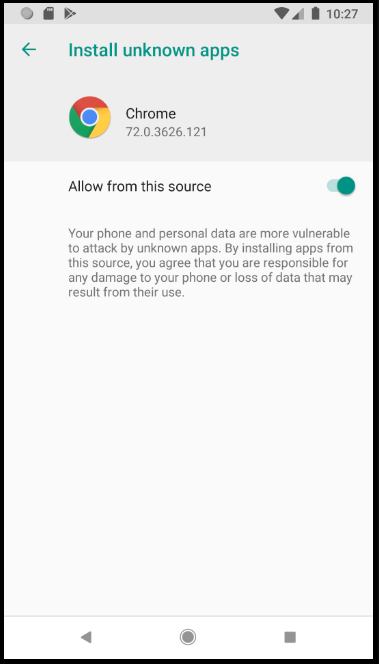 10:27
Install unknown apps
Chrome
72.0.3626.121
Allow from this source
Your phone and personal data are more vulnerable
to attack by unknown apps. By installing apps from
this source, you agree that you are responsible for
any damage to your phone or loss of data that may
result from their use.